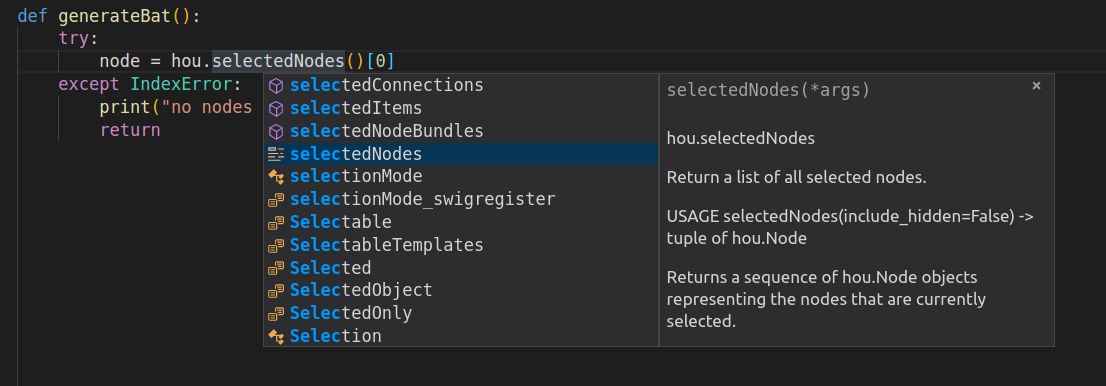 def generateBat():
try:
node = hou.selectedNodes()[0]
except IndexError:
print("no nodes
return
selectedConnections
selectedItems
selectedNodeBundles
selectedNodes
selectionMode
selectionMode_swigregister
Selectable
SelectableTemplates
Selected
SelectedObject
SelectedOnly
Selection
selectedNodes(*args)
×
hou.selectedNodes
Return a list of all selected nodes.
USAGE selectedNodes(include_hidden=False) ->
tuple of hou.Node
Returns a sequence of hou.Node objects
representing the nodes that are currently
selected.